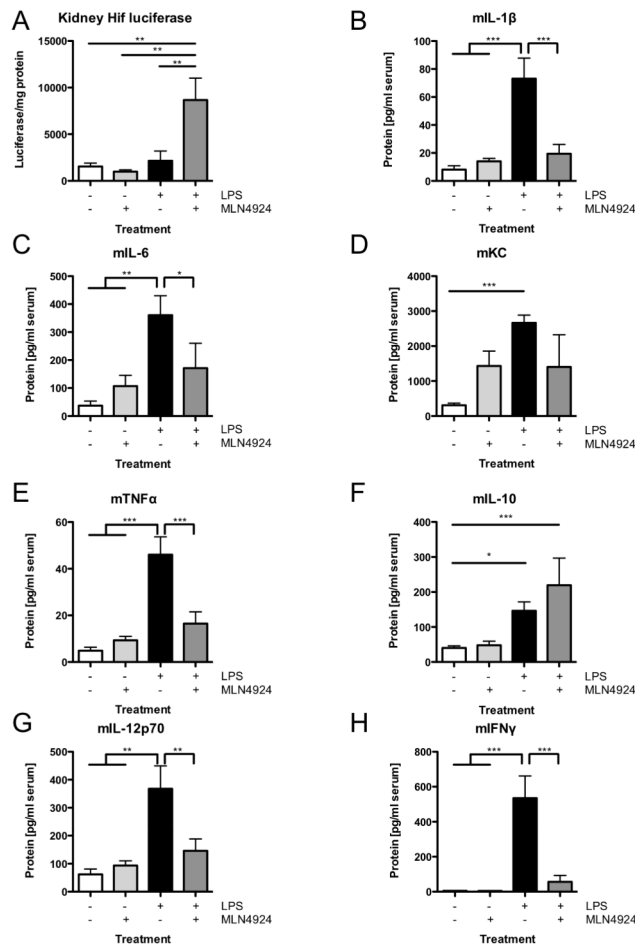 A
Kidney Hif luciferase
**
**
**
Luciferase/mg protein
15000
10000
5000
0
- - + + LPS
- + - + MLN4924
Treatment
B
mIL-1β
*** ***
Protein [pg/ml serum]
80
60
40
20
0
- - + + LPS
- + - + MLN4924
Treatment
C
mIL-6
** *
Protein [pg/ml serum]
500
400
300
200
100
0
- - + + LPS
- + - + MLN4924
Treatment
D
mKC
***
Protein [pg/ml serum]
4000
3000
2000
1000
0
- - + + LPS
- + - + MLN4924
Treatment
E
mTNFα
*** ***
Protein [pg/ml serum]
60
40
20
0
- - + + LPS
- + - + MLN4924
Treatment
F
mIL-10
***
*
Protein [pg/ml serum]
400
300
200
100
0
- - + + LPS
- + - + MLN4924
Treatment
G
mIL-12p70
** **
Protein [pg/ml serum]
500
400
300
200
100
0
- - + + LPS
- + - + MLN4924
Treatment
H
mIFNγ
*** ***
Protein [pg/ml serum]
800
600
400
200
0
- - + + LPS
- + - + MLN4924
Treatment